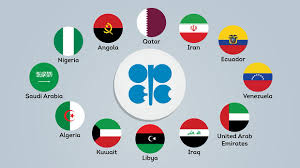 Qatar
Angola
Iran
Nigeria
Ecuador
Saudi Arabia
Venezuela
Algeria
United Arab
Emirates
Kuwait
Iraq
Libya